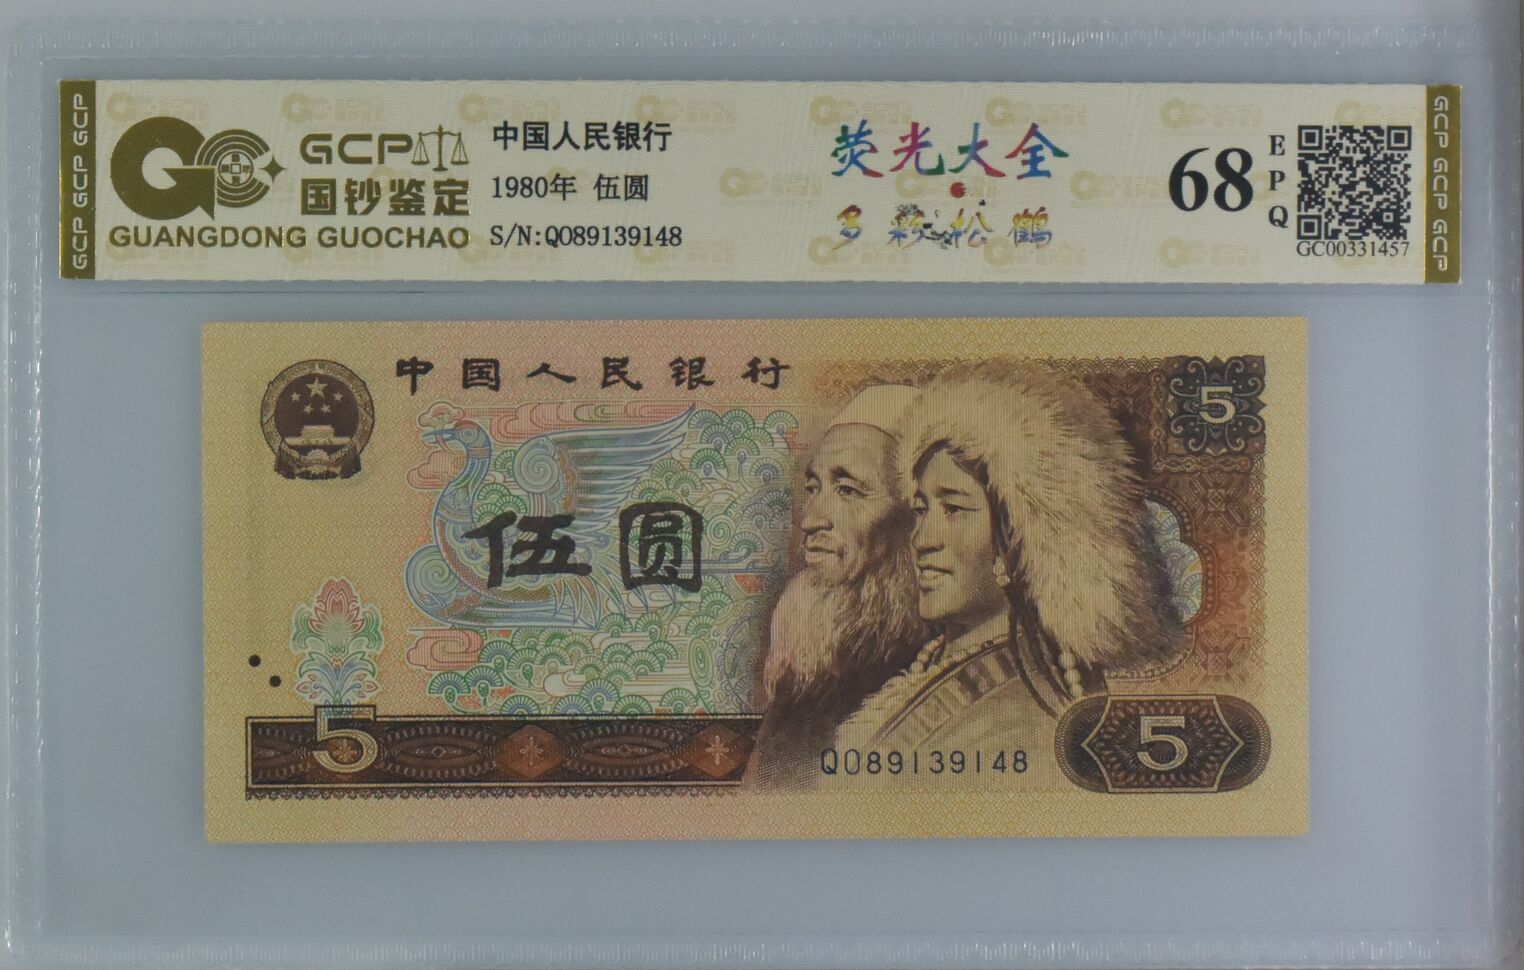 GCP GCP GCP
GCP
国钞鉴定
GUANGDONG GUOCHAO
中国人民银行
1980年 伍圆
S/N:QO89139148
荧光大全
多彩松鹤
68
EPQ
GC00331457
GCP GCP GCP
中国人民银行
5
伍圆
5
QO89139148
5